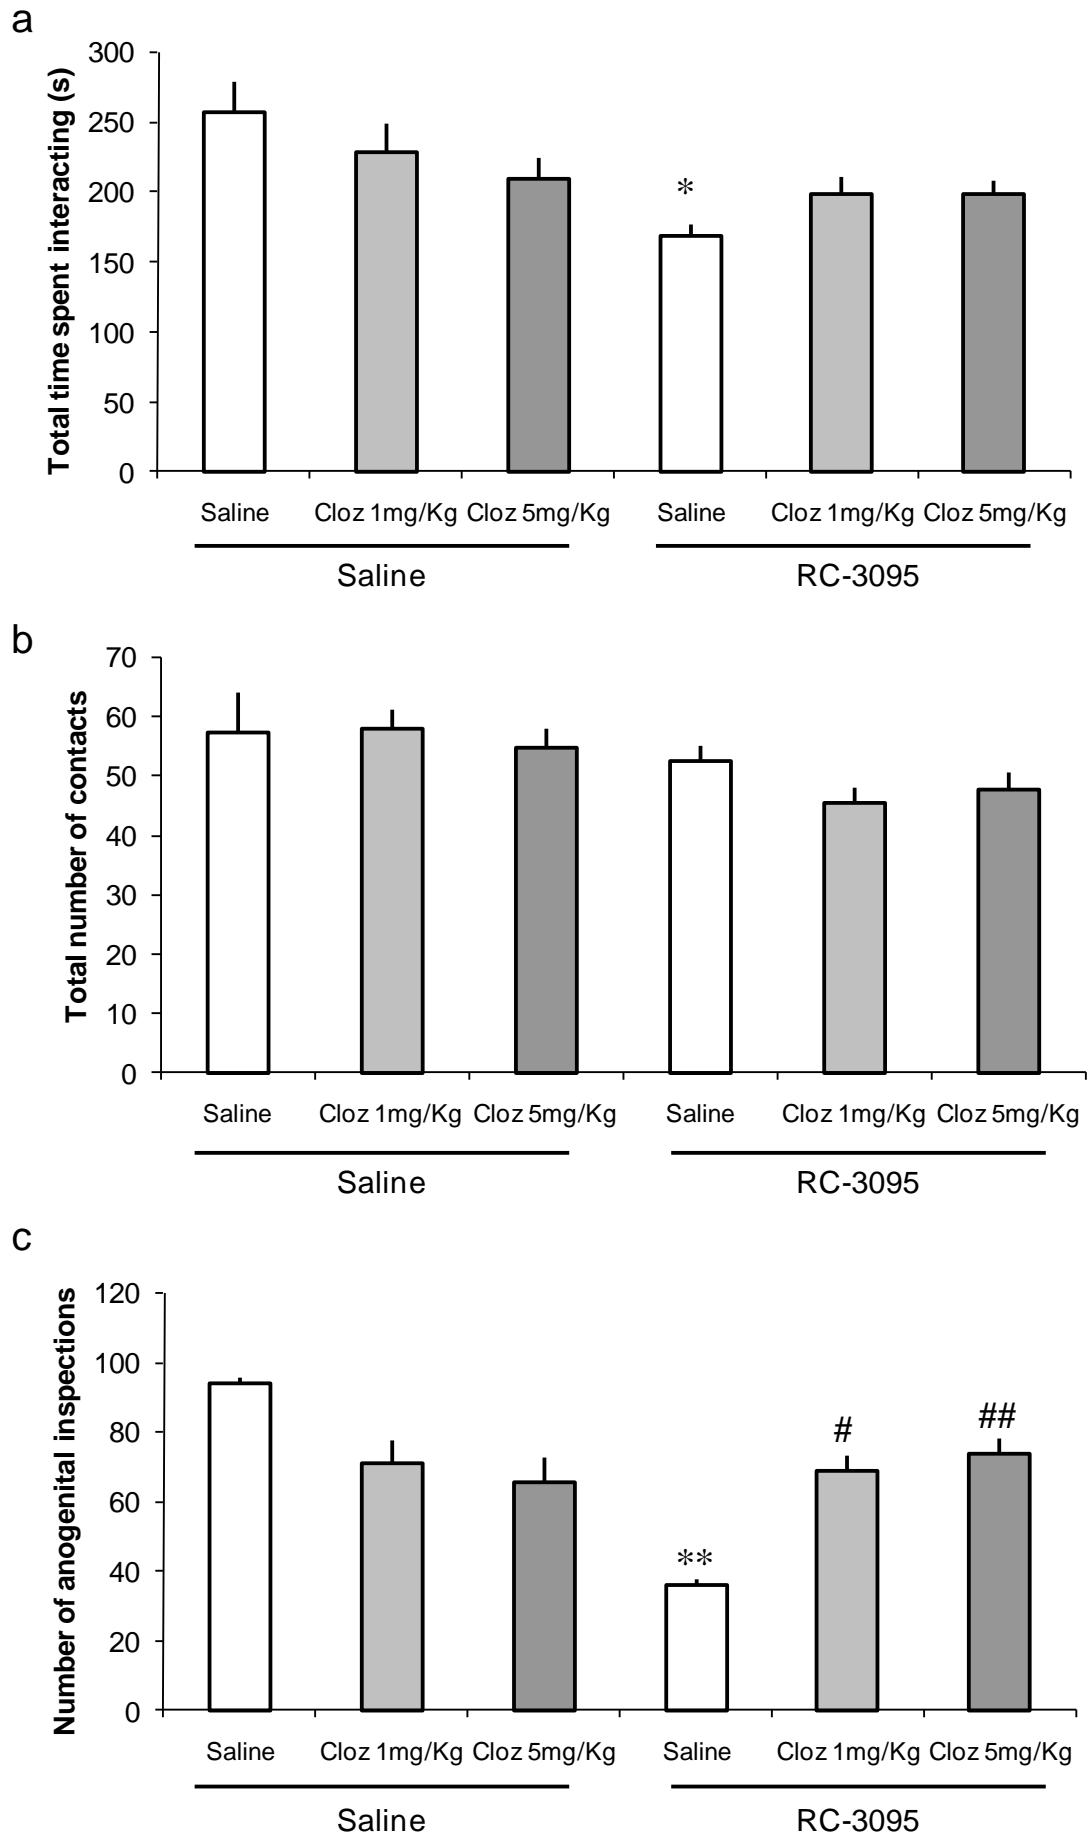 a
Total time spent interacting (s)
300
250
200
150
100
50
0
*
Saline Cloz 1mg/Kg Cloz 5mg/Kg Saline Cloz 1mg/Kg Cloz 5mg/Kg
Saline RC-3095
b
Total number of contacts
70
60
50
40
30
20
10
0
Saline Cloz 1mg/Kg Cloz 5mg/Kg Saline Cloz 1mg/Kg Cloz 5mg/Kg
Saline RC-3095
c
Number of anogenital inspections
120
100
80
60
40
20
0
# ##
**
Saline Cloz 1mg/Kg Cloz 5mg/Kg Saline Cloz 1mg/Kg Cloz 5mg/Kg
Saline RC-3095